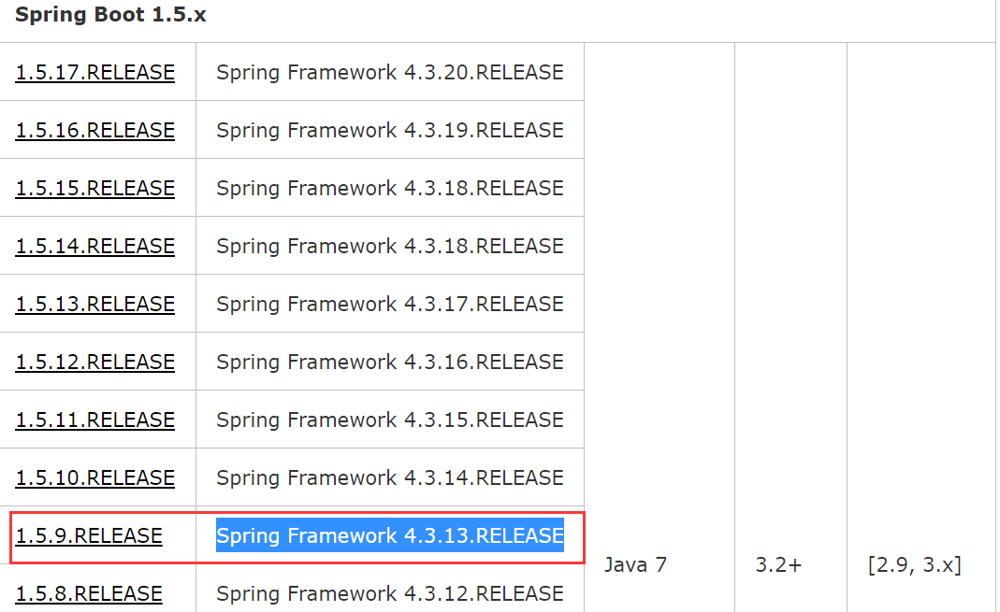 Spring Boot 1.5.x
1.5.17.RELEASE Spring Framework 4.3.20.RELEASE
1.5.16.RELEASE Spring Framework 4.3.19.RELEASE
1.5.15.RELEASE Spring Framework 4.3.18.RELEASE
1.5.14.RELEASE Spring Framework 4.3.18.RELEASE
1.5.13.RELEASE Spring Framework 4.3.17.RELEASE
1.5.12.RELEASE Spring Framework 4.3.16.RELEASE
1.5.11.RELEASE Spring Framework 4.3.15.RELEASE
1.5.10.RELEASE Spring Framework 4.3.14.RELEASE
1.5.9.RELEASE Spring Framework 4.3.13.RELEASE
Java 7 3.2+ [2.9, 3.x]
1.5.8.RELEASE Spring Framework 4.3.12.RELEASE